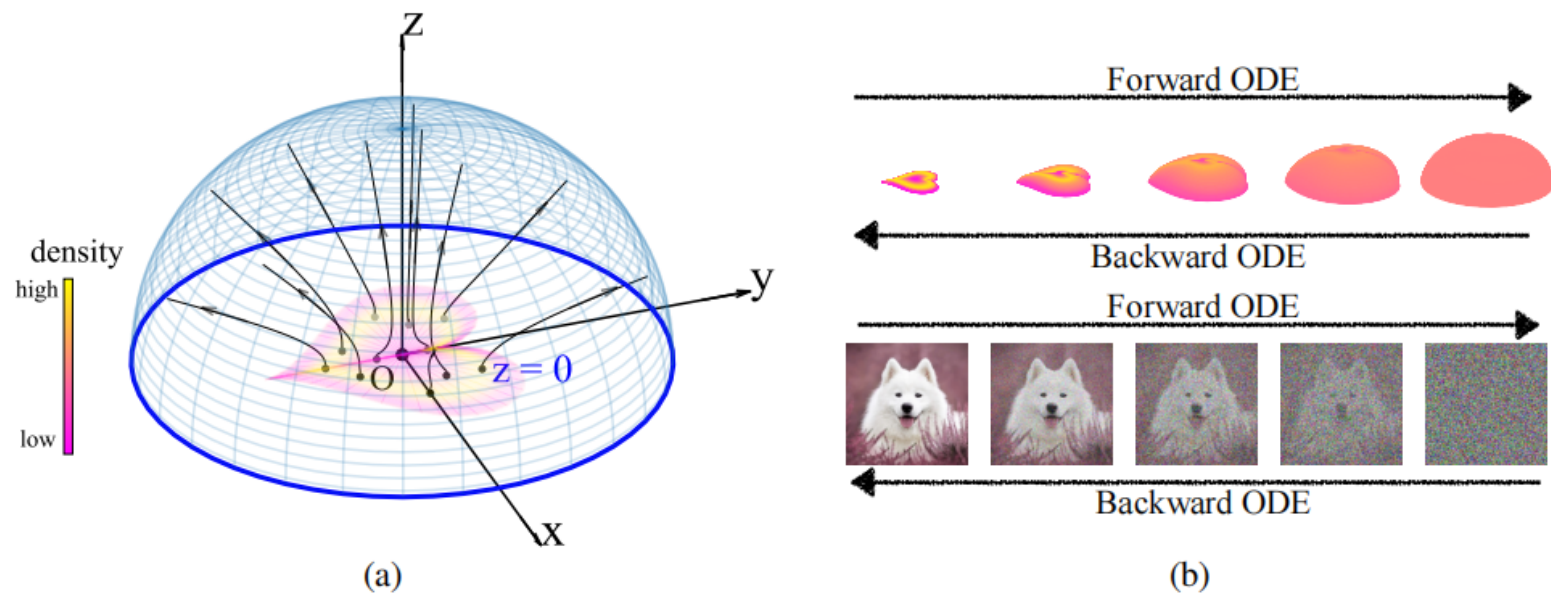 z
y
density
high
low
O
z = 0
x
(a)
Forward ODE
Backward ODE
Forward ODE
Backward ODE
(b)